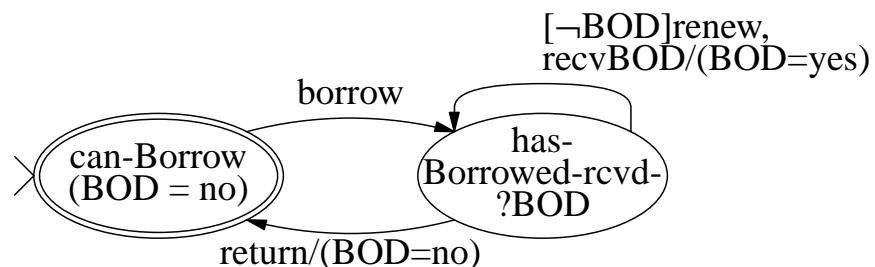 [¬BOD]renew,
recvBOD/(BOD=yes)
borrow
can-Borrow
(BOD = no)
has-
Borrowed-rcvd-
?BOD
return/(BOD=no)